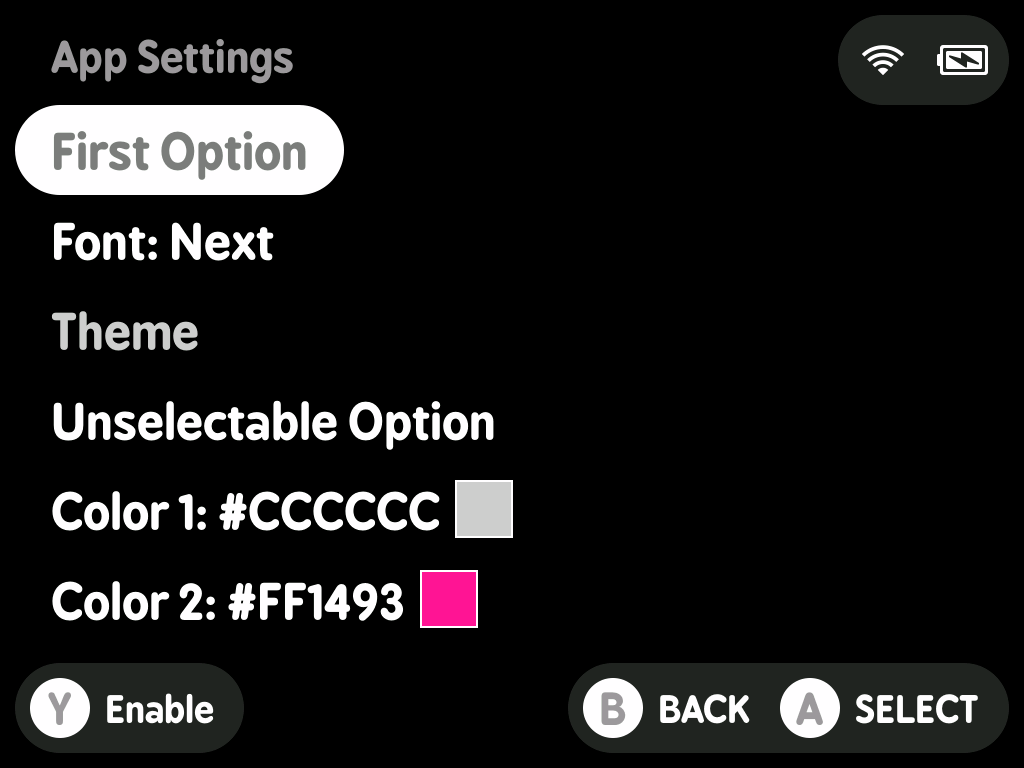 App Settings
First Option
Font: Next
Theme
Unselectable Option
Color 1: #CCCCCC
Color 2: #FF1493
Y Enable
B BACK A SELECT